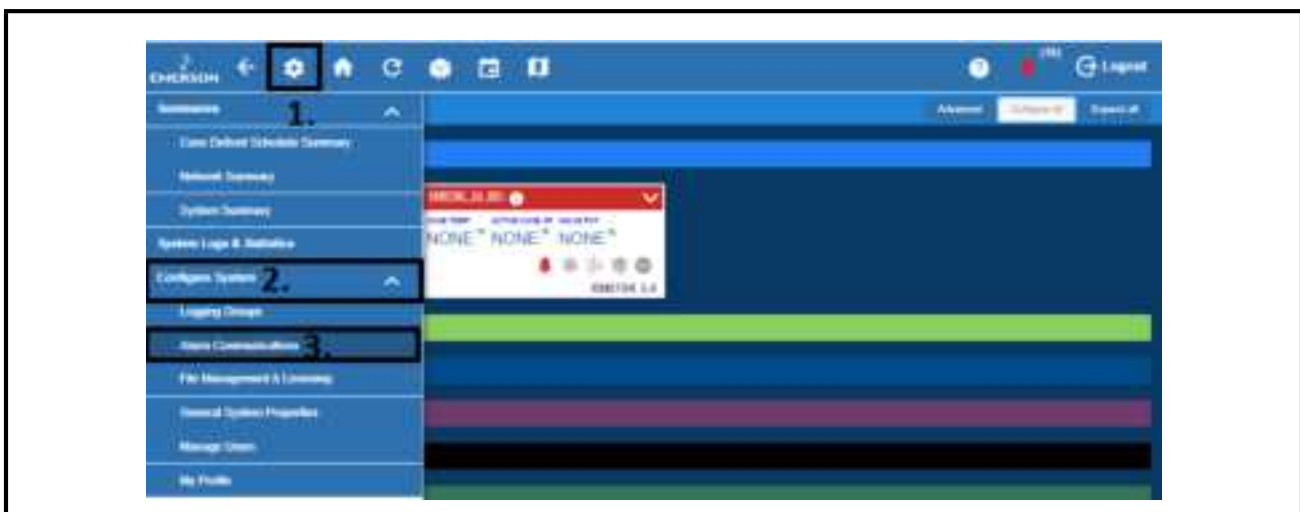 EMERSON
Logout
1.
Summaries
Advanced Collapse all Expand all
Case Defrost Schedule Summary
Network Summary
System Summary
NONE NONE NONE
System Logs & Statistics
Configure System 2.
Logging Groups
Alarm Communications 3.
File Management & Licensing
General System Properties
Manage Users
My Profile